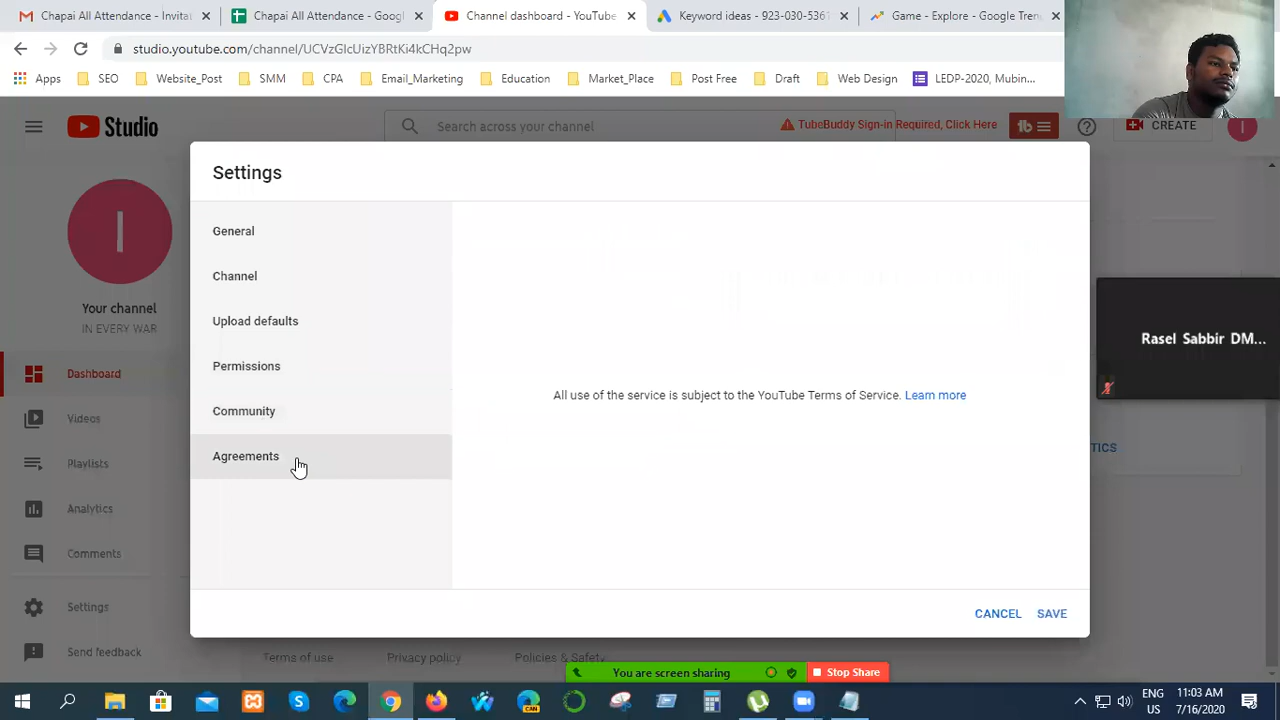 Chapai All Attendance - Invit
Chapai All Attendance - Googl
Channel dashboard - YouTube
Keyword ideas - 923-030-5367
Game - Explore - Google Tren
studio.youtube.com/channel/UCVzGIcUizYBRtKi4kCHq2pw
Apps
SEO
Website_Post
SMM
CPA
Email_Marketing
Education
Market_Place
Post Free
Draft
Web Design
LEDP-2020, Mubin...
Studio
Search across your channel
TubeBuddy Sign-in Required, Click Here
tb
CREATE
I
Settings
I
Your channel
IN EVERY WAR
General
Channel
Upload defaults
Permissions
Community
Agreements
All use of the service is subject to the YouTube Terms of Service. Learn more
Rasel Sabbir DM...
Dashboard
Videos
Playlists
Analytics
Comments
Settings
Send feedback
TICS
CANCEL
SAVE
Terms of use
Privacy policy
Policies & Safety
You are screen sharing
Stop Share
ENG
US
11:03 AM
7/16/2020